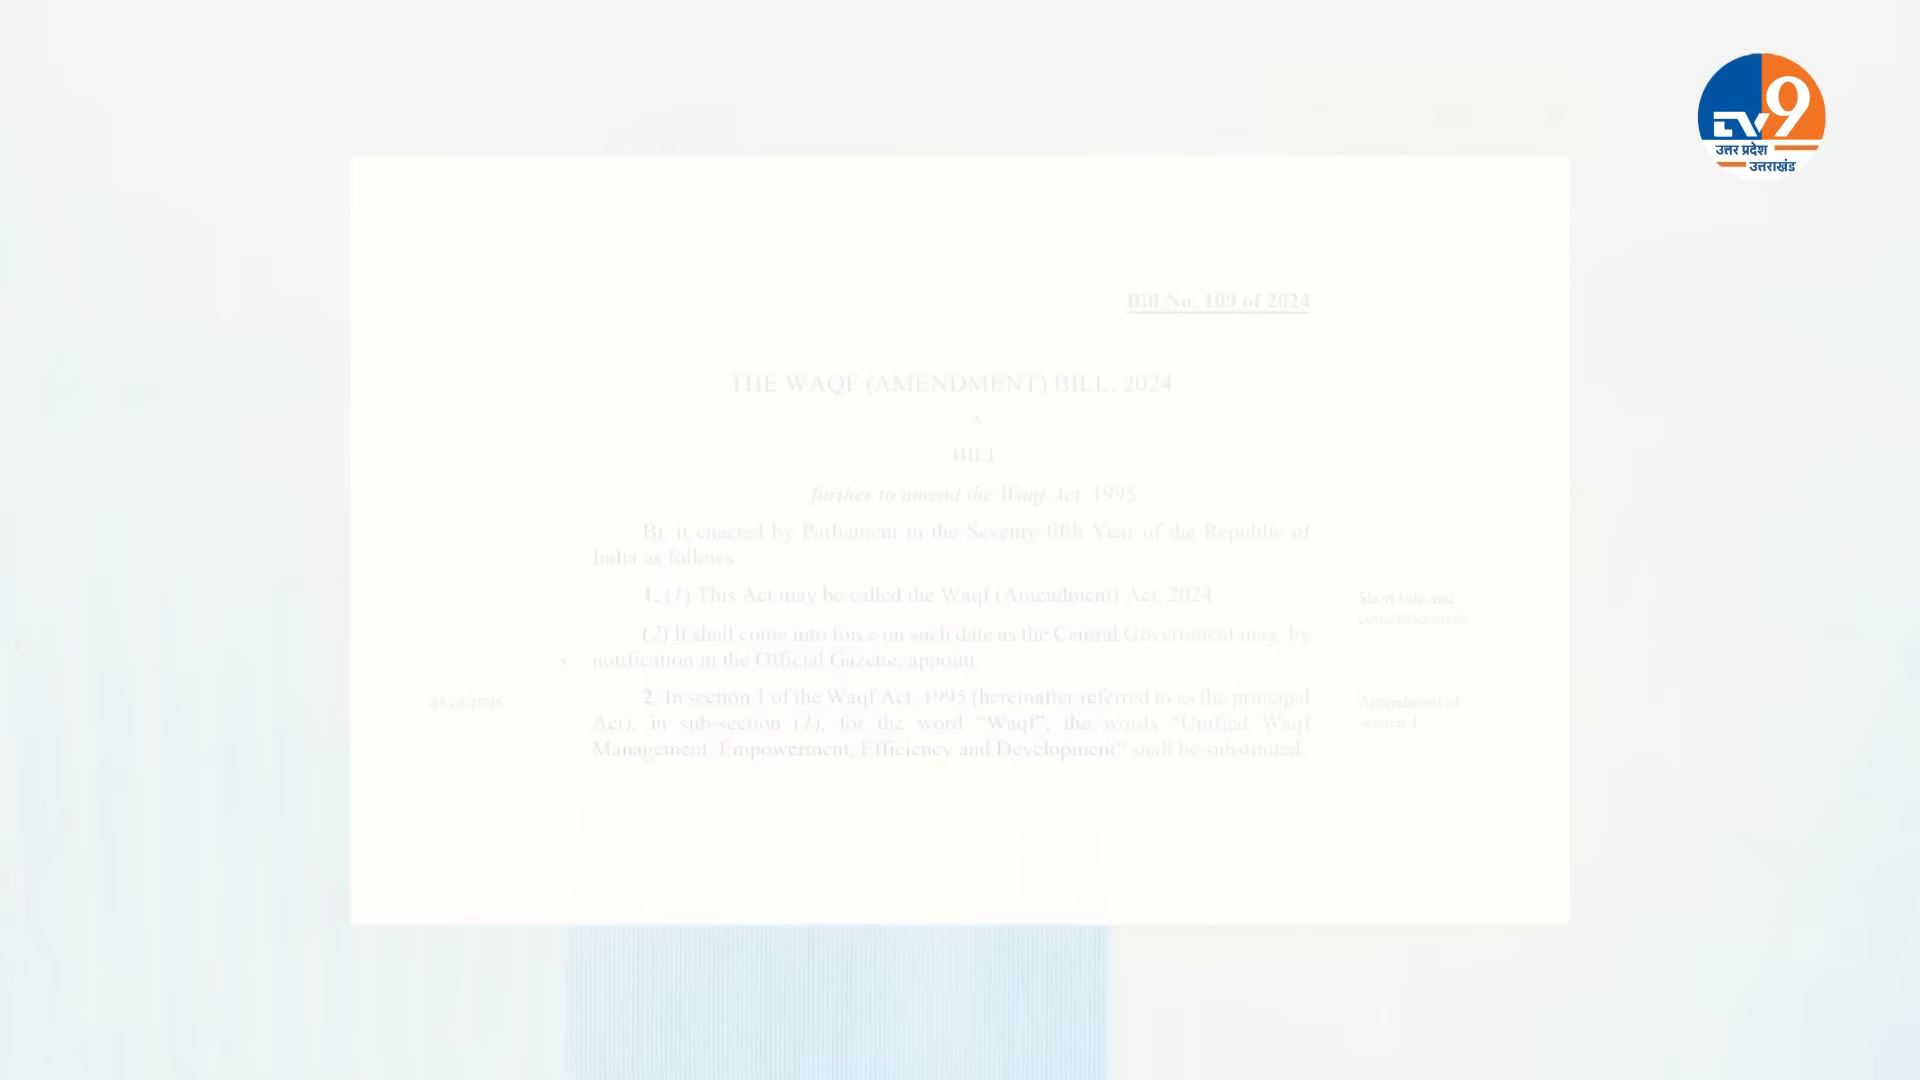 TV9
उत्तर प्रदेश
उत्तराखंड
Bill No. 109 of 2024
THE WAQF (AMENDMENT) BILL, 2024
A
BILL
further to amend the Waqf Act, 1995
BE it enacted by Parliament in the Seventy-fifth Year of the Republic of
India as follows:—
1. (1) This Act may be called the Waqf (Amendment) Act, 2024
Short title and
commencement.
(2) It shall come into force on such date as the Central Government may, by
5 notification in the Official Gazette, appoint.
43 of 1995
2. In section 1 of the Waqf Act, 1995 (hereinafter referred to as the principal
Act), in sub-section (1), for the word “Waqf”, the words “Unified Waqf
Management, Empowerment, Efficiency and Development” shall be substituted.
Amendment of
section 1